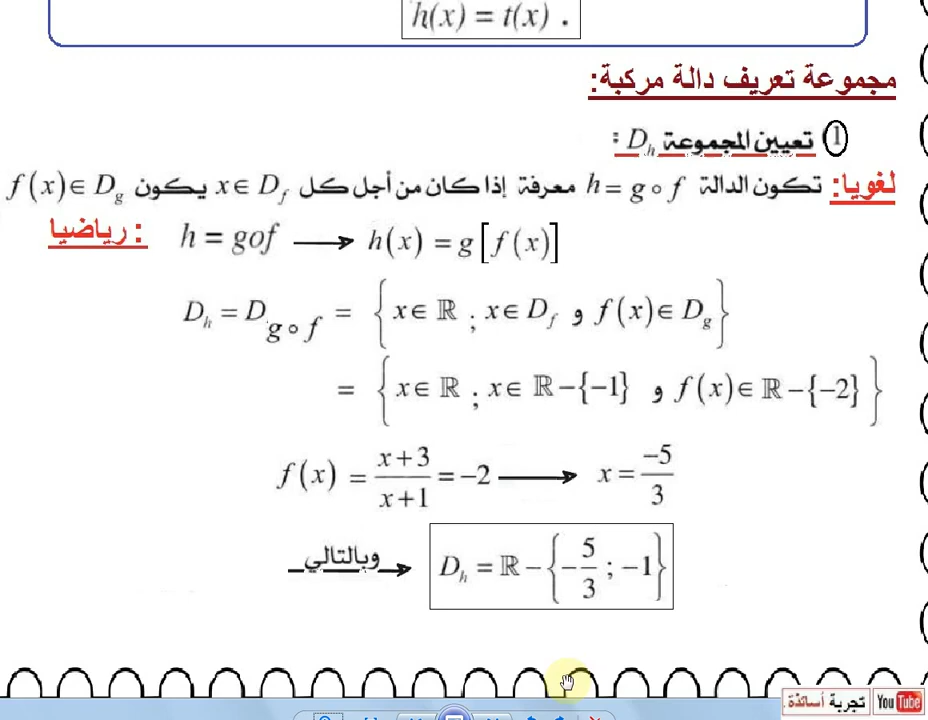 h(x) = t(x) .
مجموعة تعريف دالة مركبة:
① تعيين المجموعة D_h :
لغويا: تكون الدالة h = g ∘ f معرفة إذا كان من أجل كل x ∈ D_f يكون f(x) ∈ D_g
رياضيا : h = gof ⟶ h(x) = g[f(x)]
D_h = D_{g∘f} = { x ∈ ℝ ; x ∈ D_f و f(x) ∈ D_g }
= { x ∈ ℝ ; x ∈ ℝ − {−1} و f(x) ∈ ℝ − {−2} }
f(x) = (x+3)/(x+1) = −2 ⟶ x = −5/3
وبالتالي ⟶ D_h = ℝ − { −5/3 ; −1 }
تجربة أساتذة. YouTube